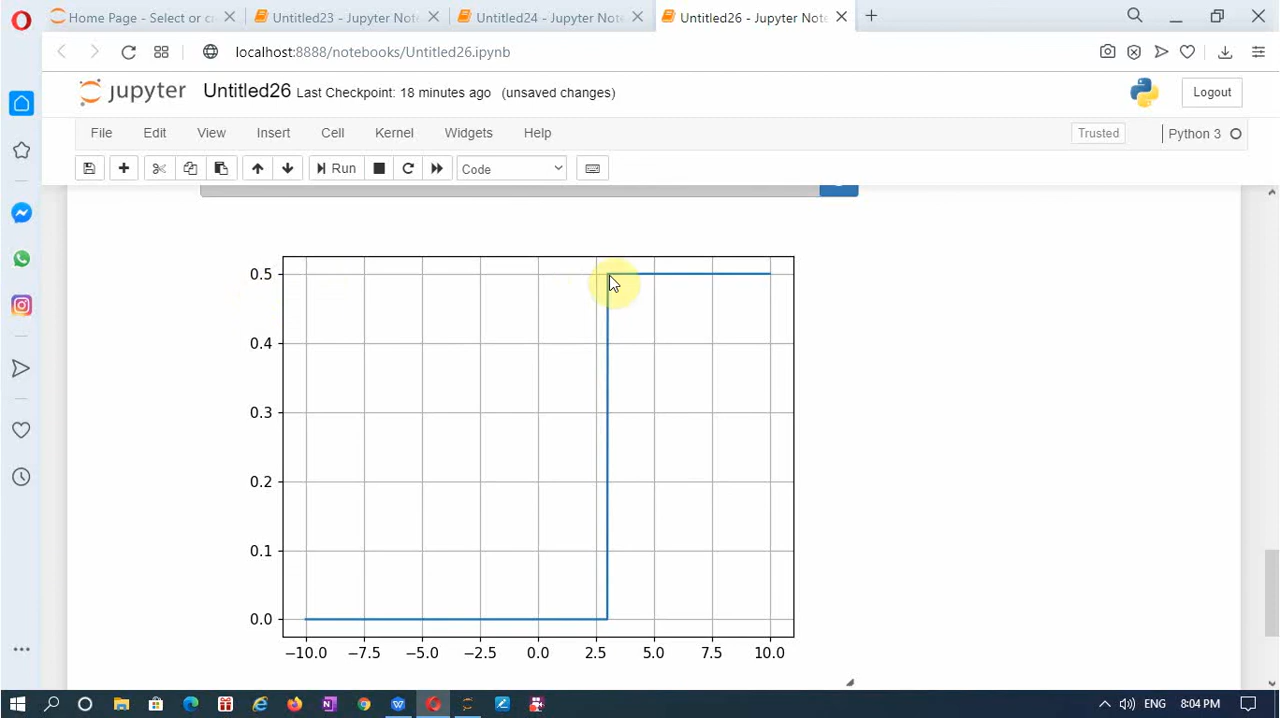 Home Page - Select or cr
Untitled23 - Jupyter Not
Untitled24 - Jupyter Not
Untitled26 - Jupyter Not
localhost:8888/notebooks/Untitled26.ipynb
jupyter Untitled26 Last Checkpoint: 18 minutes ago (unsaved changes) Logout
File Edit View Insert Cell Kernel Widgets Help Trusted Python 3
Run Code
0.5
0.4
0.3
0.2
0.1
0.0
−10.0 −7.5 −5.0 −2.5 0.0 2.5 5.0 7.5 10.0
ENG 8:04 PM